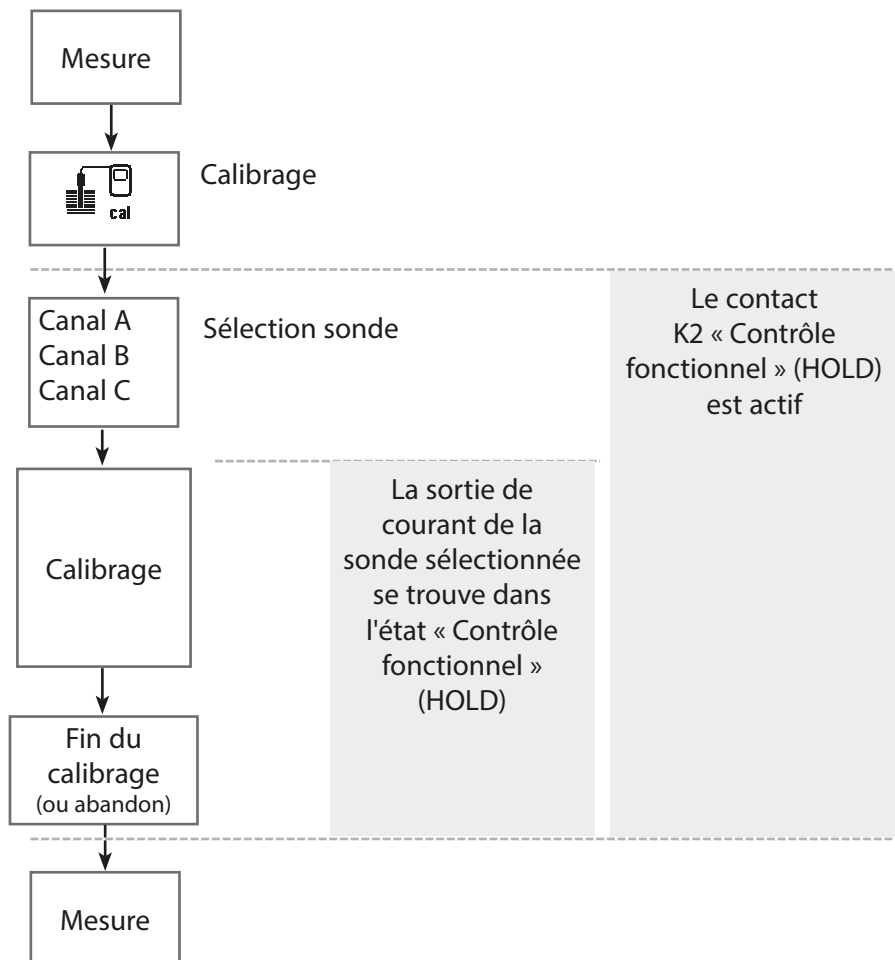 Mesure
cal
Calibrage
Canal A
Canal B
Canal C
Sélection sonde
Le contact
K2 « Contrôle
fonctionnel » (HOLD)
est actif
Calibrage
La sortie de
courant de la
sonde sélectionnée
se trouve dans
l'état « Contrôle
fonctionnel »
(HOLD)
Fin du
calibrage
(ou abandon)
Mesure